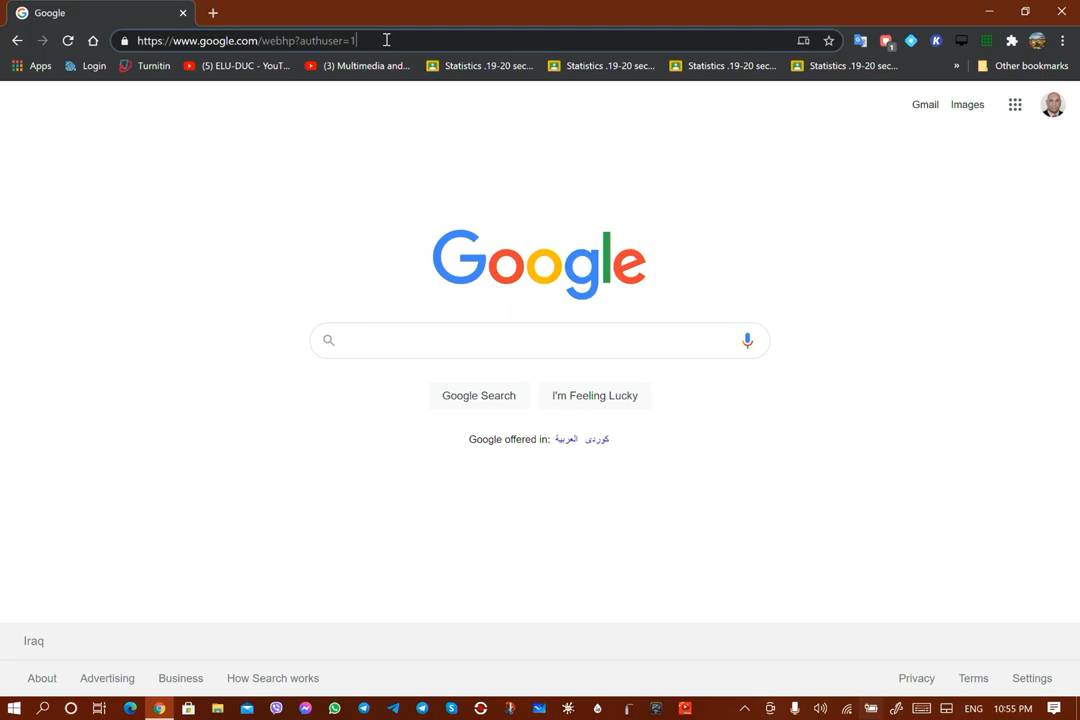 Google
https://www.google.com/webhp?authuser=1
1
K
Apps Login Turnitin (5) ELU-DUC - YouT... (3) Multimedia and... Statistics .19-20 sec... Statistics .19-20 sec... Statistics .19-20 sec... Statistics .19-20 sec... » Other bookmarks
Gmail Images
Google
Google Search I'm Feeling Lucky
Google offered in: العربية کوردی
Iraq
About Advertising Business How Search works Privacy Terms Settings
ENG 10:55 PM